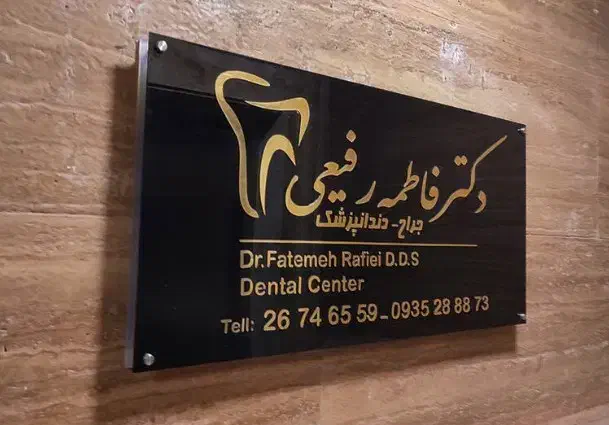 دکتر فاطمه رفیعی
جراح - دندانپزشک
Dr.Fatemeh Rafiei D.D.S
Dental Center
Tell: 26 74 65 59 - 0935 28 88 73